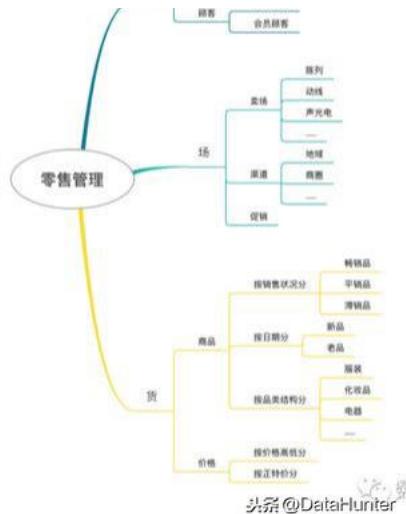 顾客
会员顾客
零售管理
场
卖场
陈列
动线
声光电
......
渠道
地域
商圈
......
促销
货
商品
按销售状况分
畅销品
平销品
滞销品
按日期分
新品
老品
按品类结构分
服装
化妆品
电器
......
价格
按价格高低分
按正特价分
头条@DataHunter